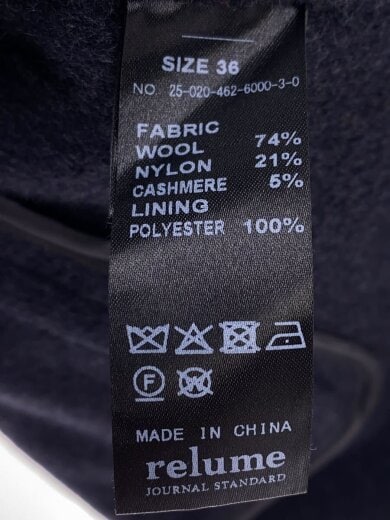 SIZE 36
NO. 25-020-462-6000-3-0
FABRIC
WOOL 74%
NYLON 21%
CASHMERE 5%
LINING
POLYESTER 100%
F W
MADE IN CHINA
relume
JOURNAL STANDARD